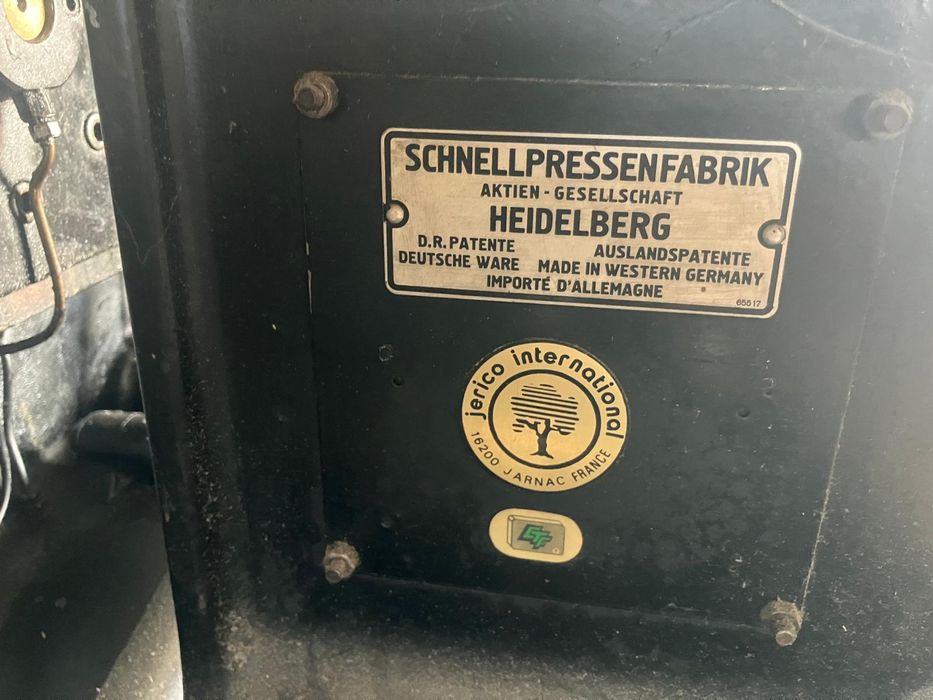 SCHNELLPRESSENFABRIK
AKTIEN - GESELLSCHAFT
HEIDELBERG
D.R. PATENTE AUSLANDSPATENTE
DEUTSCHE WARE MADE IN WESTERN GERMANY
IMPORTÉ D'ALLEMAGNE
65517
jerico international
16200 JARNAC FRANCE